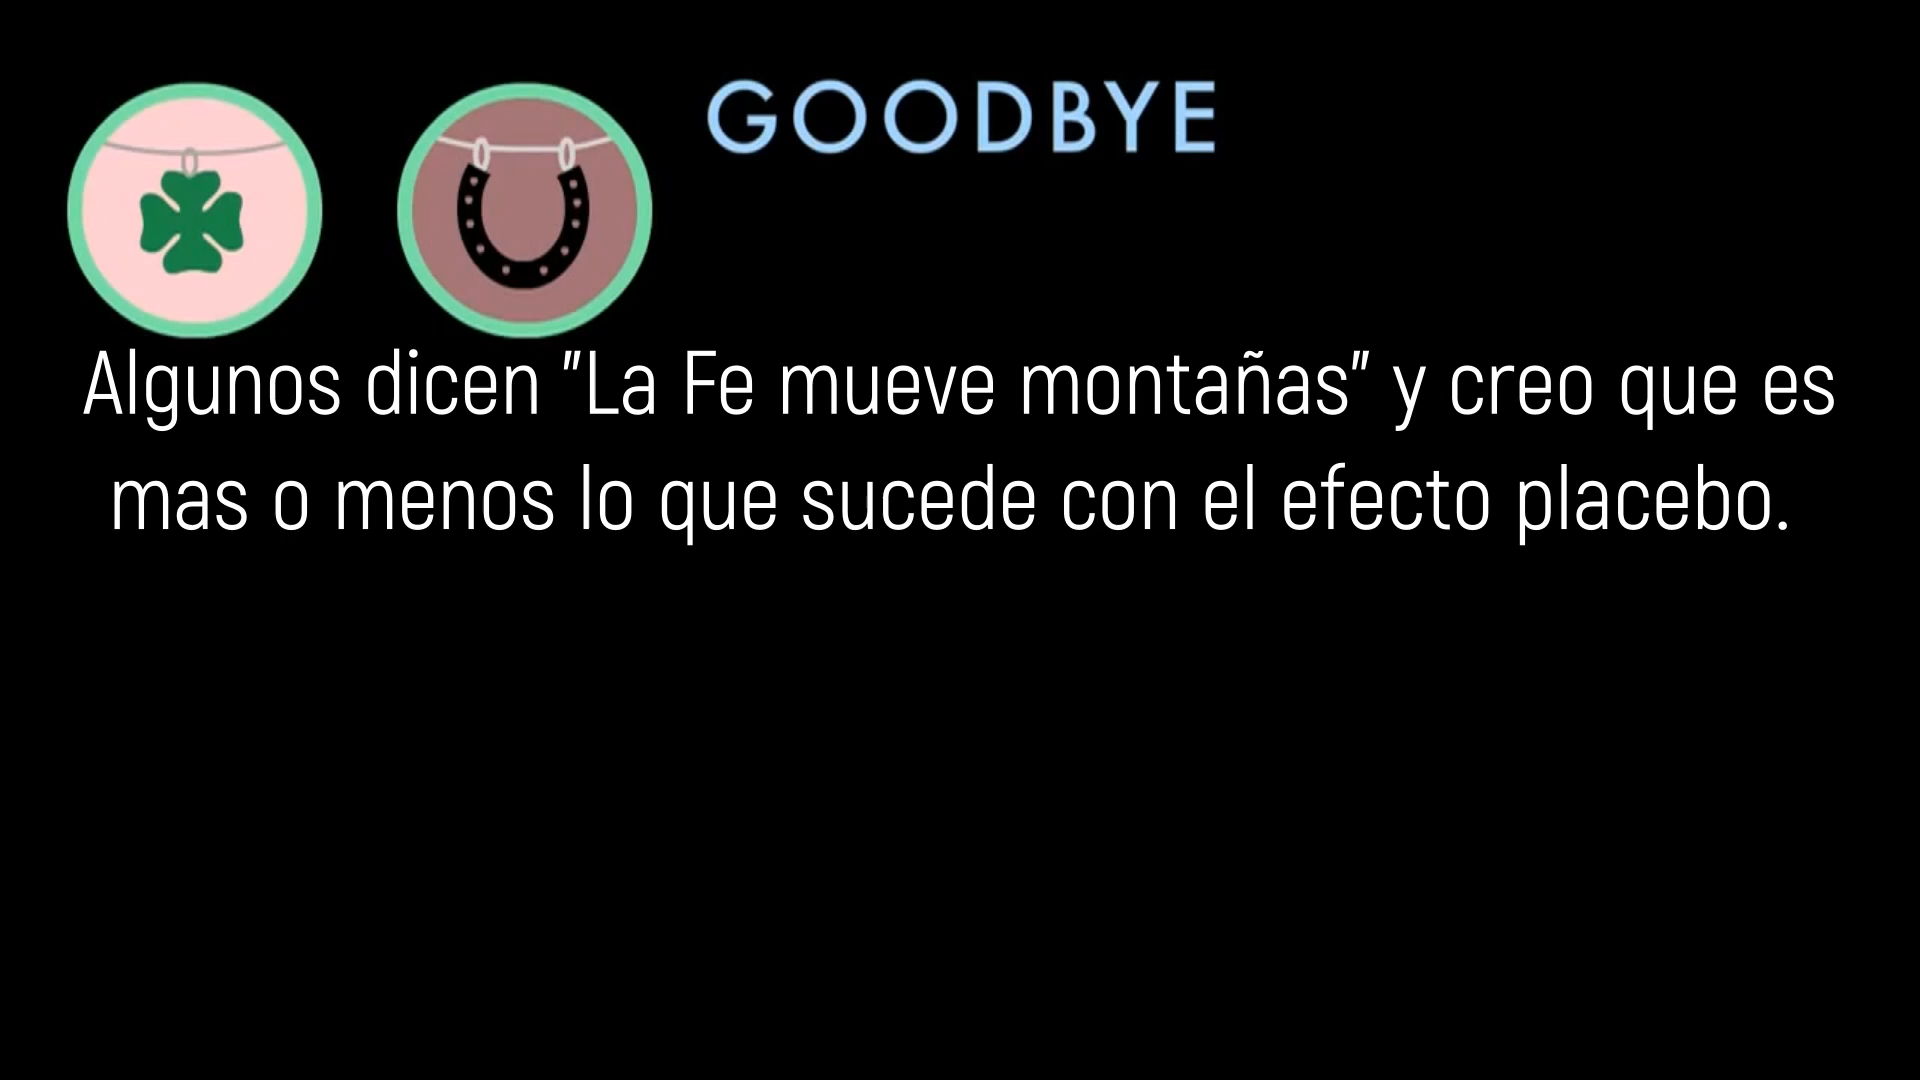 GOODBYE
Algunos dicen "La Fe mueve montañas" y creo que es
mas o menos lo que sucede con el efecto placebo.